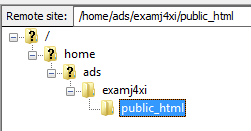 Remote site: /home/ads/examj4xi/public_html
/
home
ads
examj4xi
public_html